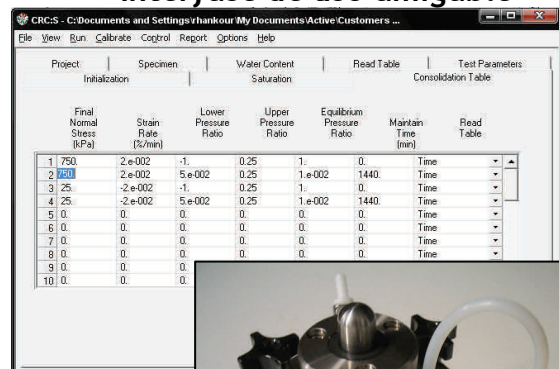 Interfase de uso amigable
CRC:S - C:\Documents and Settings\rhankour\My Documents\Active\Customers ...
File View Run Calibrate Control Report Options Help
Project Specimen Water Content Read Table Test Parameters
Initialization Saturation Consolidation Table
Final Normal Stress (kPa) Strain Rate (%/min) Lower Pressure Ratio Upper Pressure Ratio Equilibrium Pressure Ratio Maintain Time (min) Read Table
1 750. 2.e-002 -1. 0.25 1. 0. Time
2 750. 2.e-002 5.e-002 0.25 1.e-002 1440. Time
3 25. -2.e-002 -1. 0.25 1. 0. Time
4 25. -2.e-002 5.e-002 0.25 1.e-002 1440. Time
5 0. 0. 0. 0. 0. 0. Time
6 0. 0. 0. 0. 0. 0. Time
7 0. 0. 0. 0. 0. 0. Time
8 0. 0. 0. 0. 0. 0. Time
9 0. 0. 0.
10 0. 0. 0.